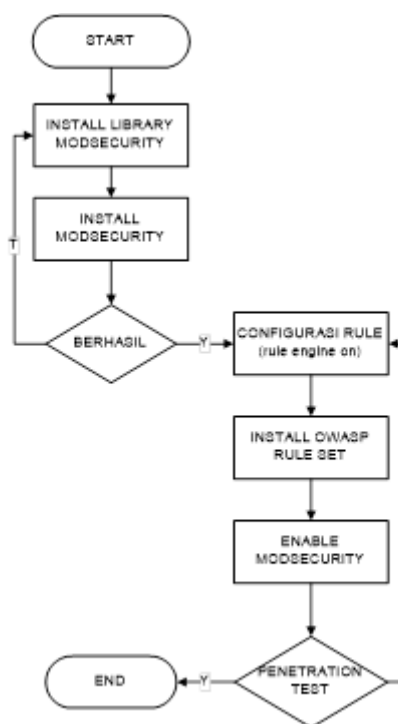 START
INSTALL LIBRARY
MODSECURITY
INSTALL
MODSECURITY
T
BERHASIL
Y
CONFIGURASI RULE
(rule engine on)
INSTALL OWASP
RULE SET
ENABLE
MODSECURITY
PENETRATION
TEST
Y
END